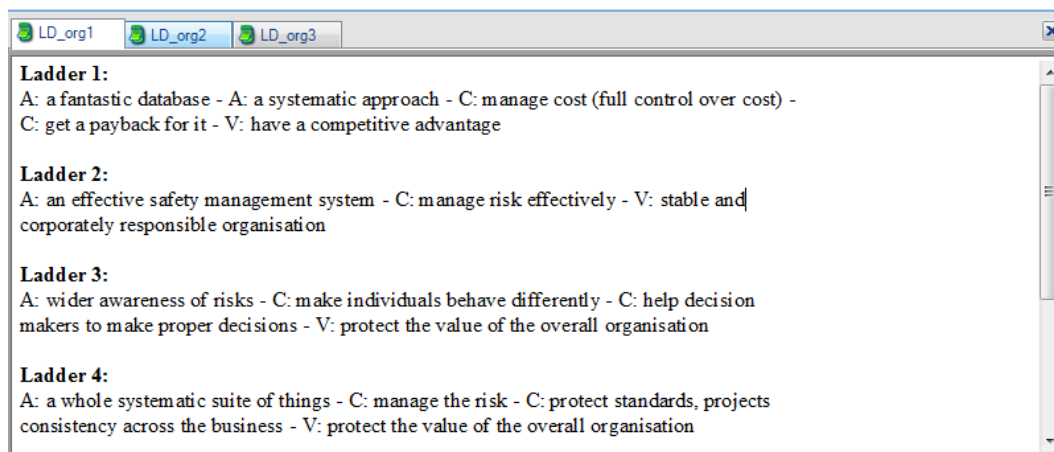 LD_org1 LD_org2 LD_org3
Ladder 1:
A: a fantastic database - A: a systematic approach - C: manage cost (full control over cost) -
C: get a payback for it - V: have a competitive advantage
Ladder 2:
A: an effective safety management system - C: manage risk effectively - V: stable and
corporately responsible organisation
Ladder 3:
A: wider awareness of risks - C: make individuals behave differently - C: help decision
makers to make proper decisions - V: protect the value of the overall organisation
Ladder 4:
A: a whole systematic suite of things - C: manage the risk - C: protect standards, projects
consistency across the business - V: protect the value of the overall organisation